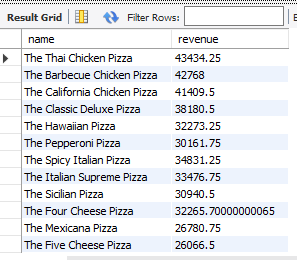 Result Grid Filter Rows:
name revenue
The Thai Chicken Pizza 43434.25
The Barbecue Chicken Pizza 42768
The California Chicken Pizza 41409.5
The Classic Deluxe Pizza 38180.5
The Hawaiian Pizza 32273.25
The Pepperoni Pizza 30161.75
The Spicy Italian Pizza 34831.25
The Italian Supreme Pizza 33476.75
The Sicilian Pizza 30940.5
The Four Cheese Pizza 32265.70000000065
The Mexicana Pizza 26780.75
The Five Cheese Pizza 26066.5